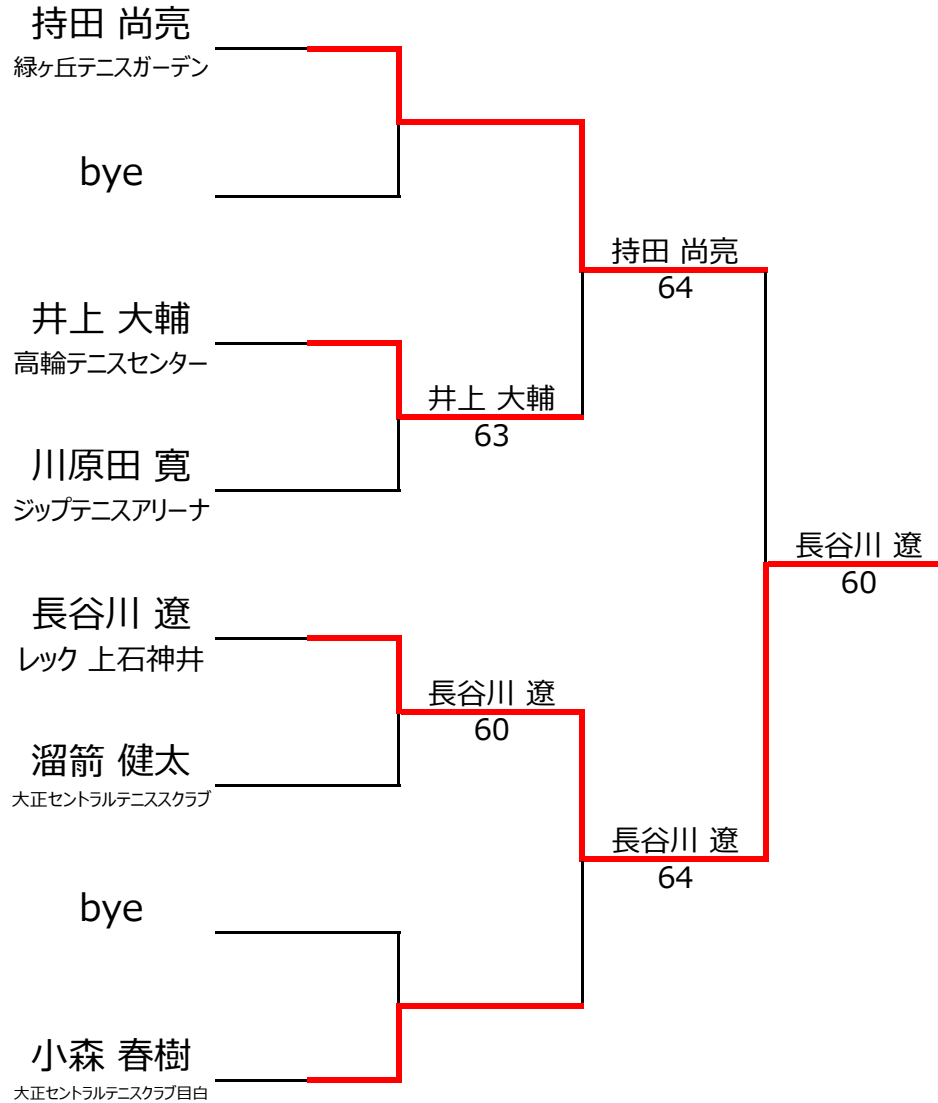 持田 尚亮
緑ヶ丘テニスガーデン
bye
持田 尚亮
64
井上 大輔
高輪テニスセンター
井上 大輔
63
川原田 寛
ジップテニスアリーナ
長谷川 遼
60
長谷川 遼
レック 上石神井
長谷川 遼
60
溜箭 健太
大正セントラルテニススクラブ
長谷川 遼
64
bye
小森 春樹
大正セントラルテニスクラブ目白